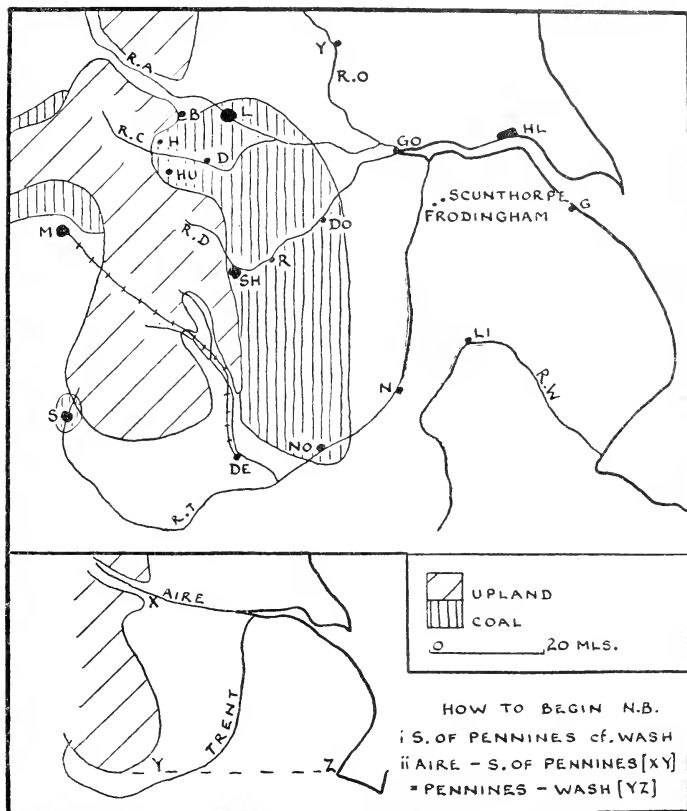 Y
R.O
R.A
B
L
HL
R.C
H
D
GO
HU
SCUNTHORPE
FRODINGHAM
G
DO
R.D
M
R
SH
LI
R.W
N
S
NO
DE
R.T
AIRE
X
UPLAND
COAL
0 20 MLS.
TRENT
HOW TO BEGIN N.B.
i S. OF PENNINES cf. WASH
ii AIRE - S. OF PENNINES [XY]
= PENNINES - WASH [YZ]
Y
Z